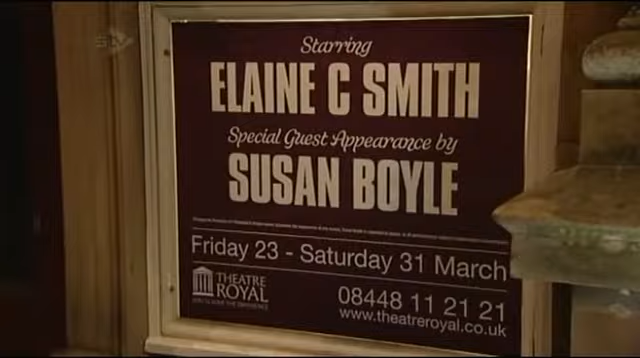 Starring
ELAINE C SMITH
Special Guest Appearance by
SUSAN BOYLE
Friday 23 - Saturday 31 March
THEATRE
ROYAL
08448 11 21 21
www.theatreroyal.co.uk